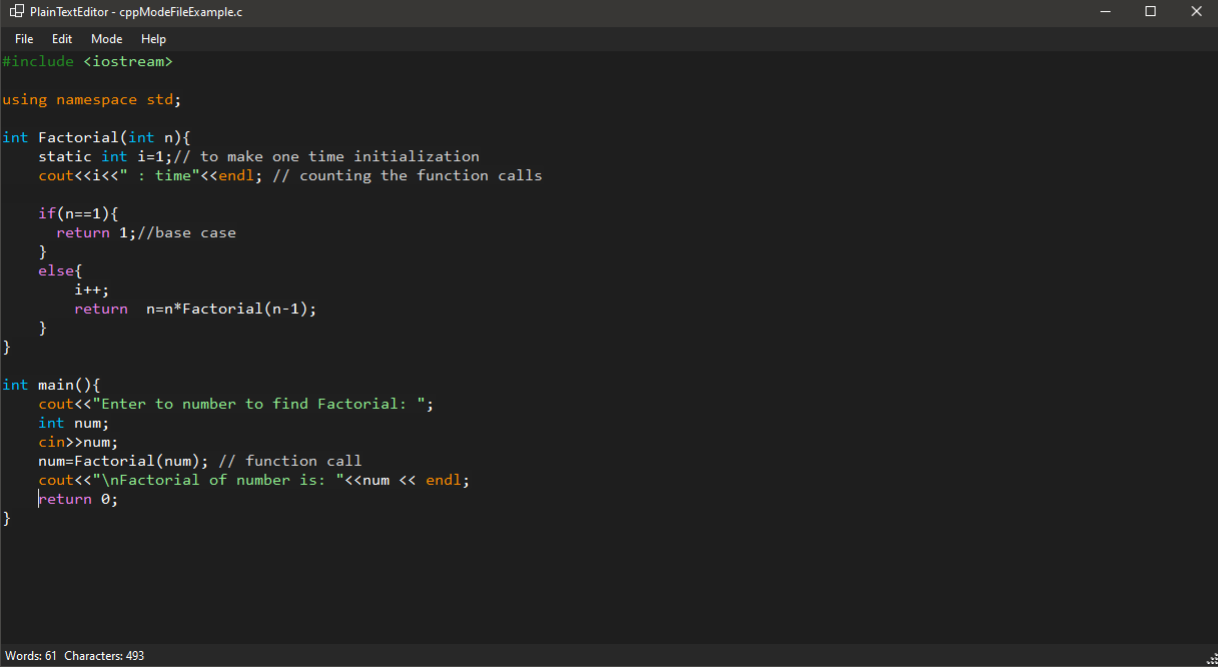 PlainTextEditor - cppModeFileExample.c
File Edit Mode Help
#include <iostream>

using namespace std;

int Factorial(int n){
    static int i=1;// to make one time initialization
    cout<<i<<" : time"<<endl; // counting the function calls

    if(n==1){
      return 1;//base case
    }
    else{
        i++;
        return  n=n*Factorial(n-1);
    }
}

int main(){
    cout<<"Enter to number to find Factorial: ";
    int num;
    cin>>num;
    num=Factorial(num); // function call
    cout<<"\nFactorial of number is: "<<num << endl;
    return 0;
}
Words: 61 Characters: 493